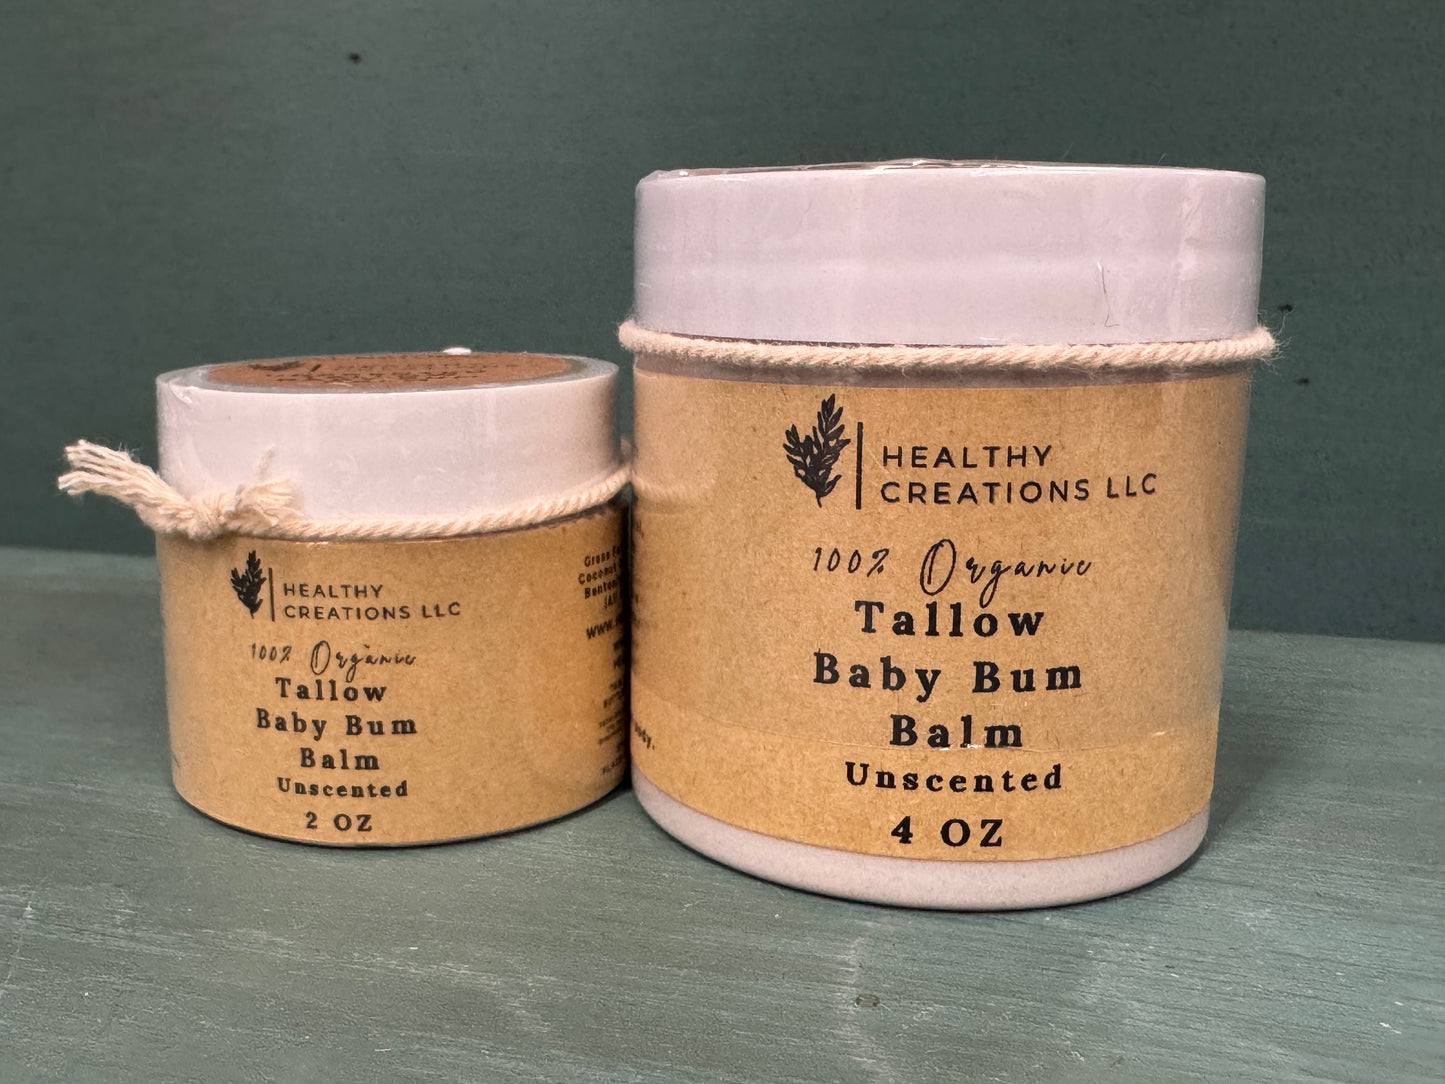 HEALTHY
CREATIONS LLC
100% Organic
Tallow
Baby Bum
Balm
Unscented
2 OZ
HEALTHY
CREATIONS LLC
100% Organic
Tallow
Baby Bum
Balm
Unscented
4 OZ